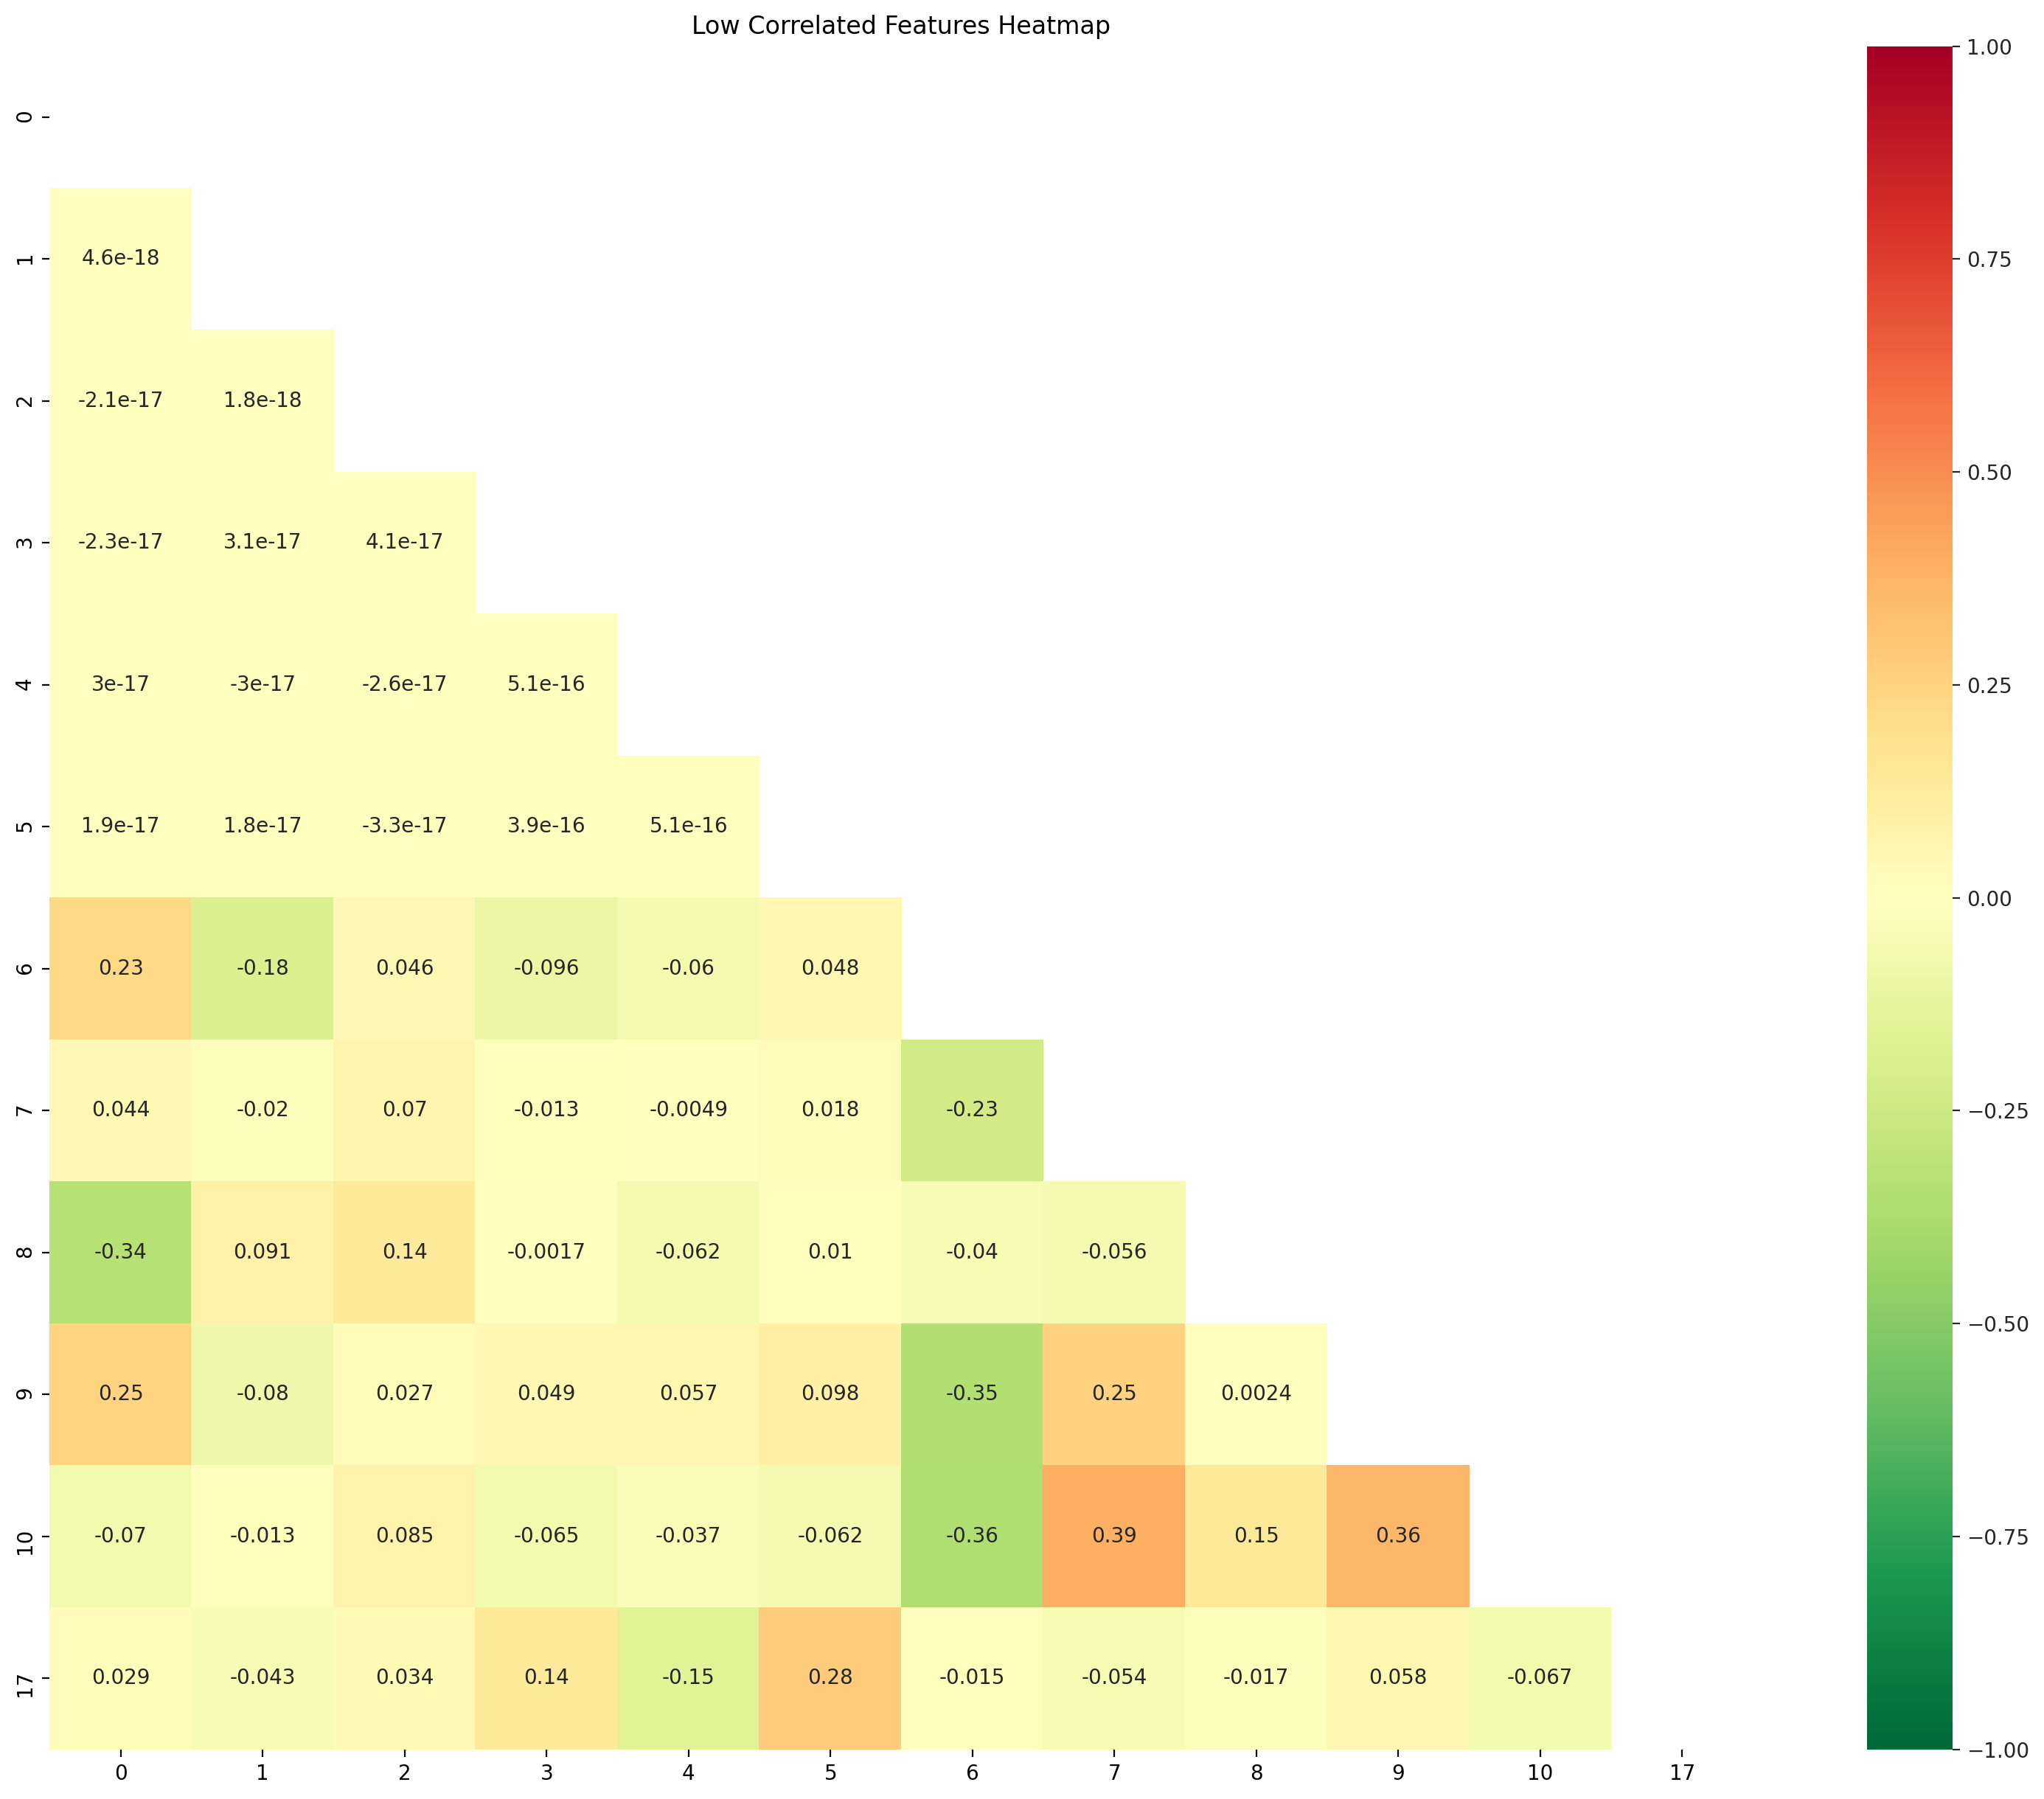 Low Correlated Features Heatmap
1.00
0
1 4.6e-18 0.75
2 -2.1e-17 1.8e-18
0.50
3 -2.3e-17 3.1e-17 4.1e-17
4 3e-17 -3e-17 -2.6e-17 5.1e-16 0.25
5 1.9e-17 1.8e-17 -3.3e-17 3.9e-16 5.1e-16
0.00
6 0.23 -0.18 0.046 -0.096 -0.06 0.048
7 0.044 -0.02 0.07 -0.013 -0.0049 0.018 -0.23 −0.25
8 -0.34 0.091 0.14 -0.0017 -0.062 0.01 -0.04 -0.056
−0.50
9 0.25 -0.08 0.027 0.049 0.057 0.098 -0.35 0.25 0.0024
10 -0.07 -0.013 0.085 -0.065 -0.037 -0.062 -0.36 0.39 0.15 0.36 −0.75
17 0.029 -0.043 0.034 0.14 -0.15 0.28 -0.015 -0.054 -0.017 0.058 -0.067
−1.00
0 1 2 3 4 5 6 7 8 9 10 17